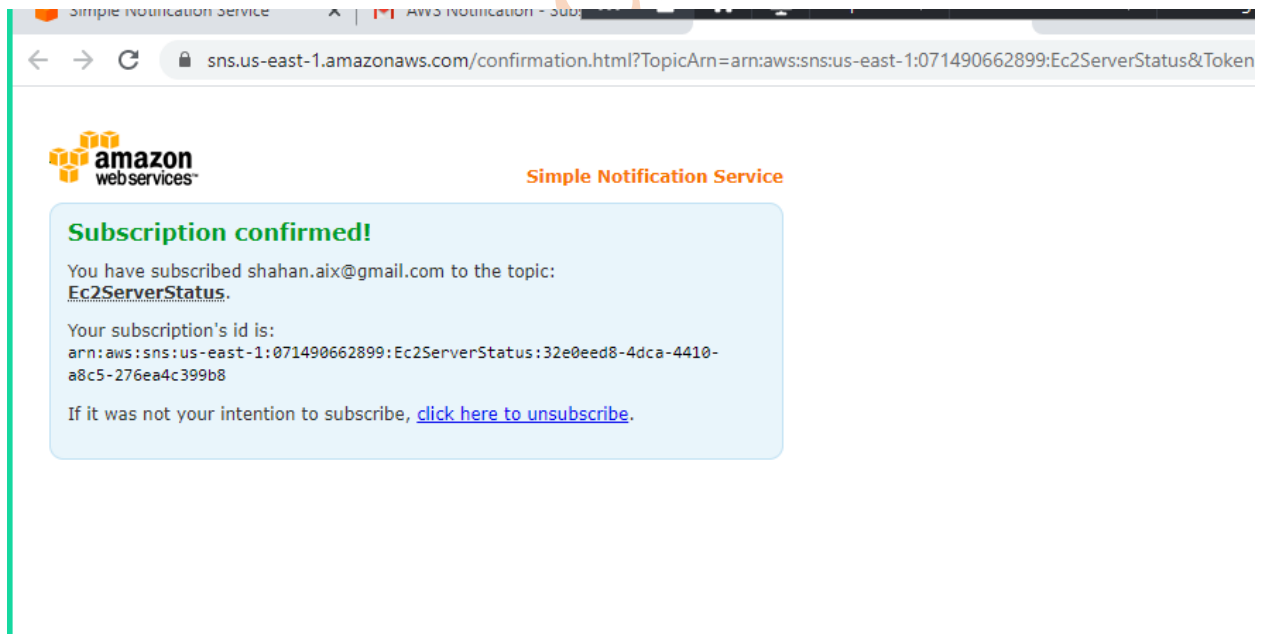 Simple Notification Service X AWS Notification - Sub
sns.us-east-1.amazonaws.com/confirmation.html?TopicArn=arn:aws:sns:us-east-1:071490662899:Ec2ServerStatus&Token
amazon
webservices™
Simple Notification Service
Subscription confirmed!
You have subscribed shahan.aix@gmail.com to the topic:
Ec2ServerStatus.
Your subscription's id is:
arn:aws:sns:us-east-1:071490662899:Ec2ServerStatus:32e0eed8-4dca-4410-
a8c5-276ea4c399b8
If it was not your intention to subscribe, click here to unsubscribe.